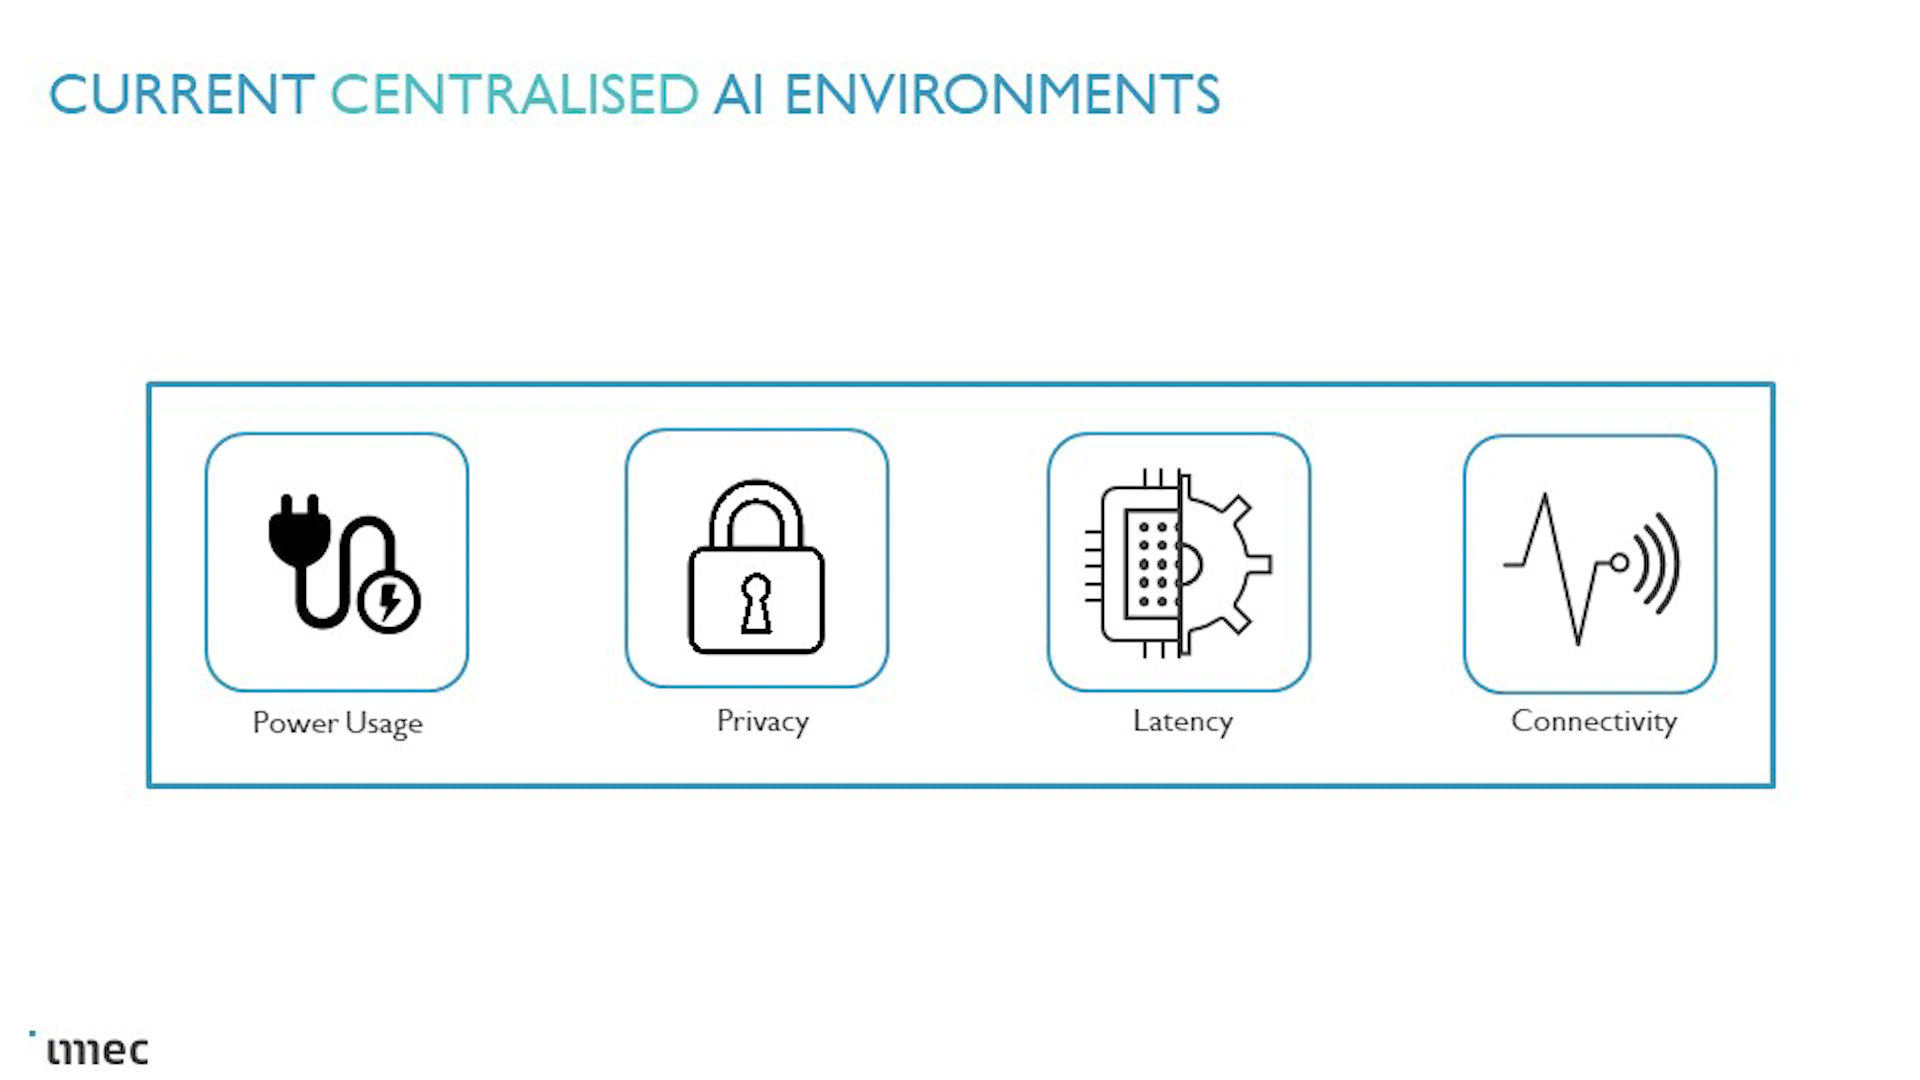 CURRENT CENTRALISED AI ENVIRONMENTS
Power Usage
Privacy
Latency
Connectivity
imec